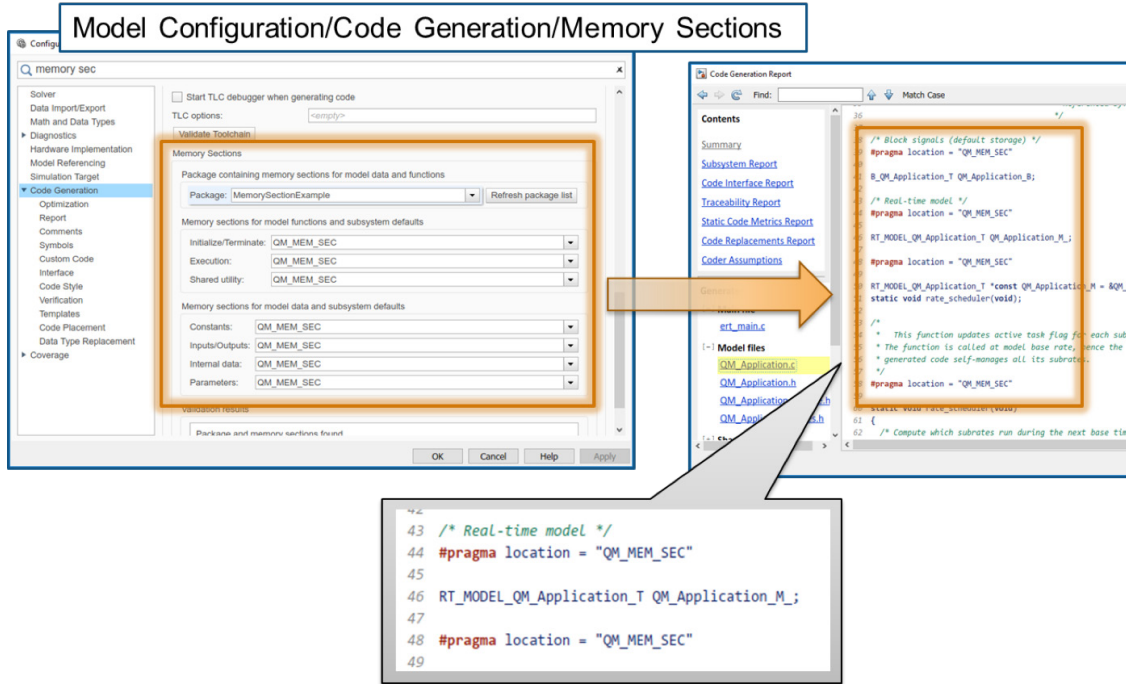 Model Configuration/Code Generation/Memory Sections
memory sec
Solver
Data Import/Export
Math and Data Types
Diagnostics
Hardware Implementation
Model Referencing
Simulation Target
Code Generation
Optimization
Report
Comments
Symbols
Custom Code
Interface
Code Style
Verification
Templates
Code Placement
Data Type Replacement
Coverage
Start TLC debugger when generating code
TLC options: <empty>
Validate Toolchain
Memory Sections
Package containing memory sections for model data and functions
Package: MemorySectionExample Refresh package list
Memory sections for model functions and subsystem defaults
Initialize/Terminate: QM_MEM_SEC
Execution: QM_MEM_SEC
Shared utility: QM_MEM_SEC
Memory sections for model data and subsystem defaults
Constants: QM_MEM_SEC
Inputs/Outputs: QM_MEM_SEC
Internal data: QM_MEM_SEC
Parameters: QM_MEM_SEC
Validation results
Package and memory sections found
OK Cancel Help Apply
Code Generation Report
Find: Match Case
Contents
Summary
Subsystem Report
Code Interface Report
Traceability Report
Static Code Metrics Report
Code Replacements Report
Coder Assumptions
ert_main.c
[-] Model files
QM_Application.c
QM_Application.h
36 */
/* Block signals (default storage) */
#pragma location = "QM_MEM_SEC"
B_QM_Application_T QM_Application_B;
/* Real-time model */
#pragma location = "QM_MEM_SEC"
RT_MODEL_QM_Application_T QM_Application_M_;
#pragma location = "QM_MEM_SEC"
RT_MODEL_QM_Application_T *const QM_Application_M = &QM_
static void rate_scheduler(void);
/*
* This function updates active task flag for each sub
* The function is called at model base rate, hence the
* generated code self-manages all its subrates.
*/
#pragma location = "QM_MEM_SEC"
static void rate_scheduler(void)
61 {
62 /* Compute which subrates run during the next base tim
42
43 /* Real-time model */
44 #pragma location = "QM_MEM_SEC"
45
46 RT_MODEL_QM_Application_T QM_Application_M_;
47
48 #pragma location = "QM_MEM_SEC"
49